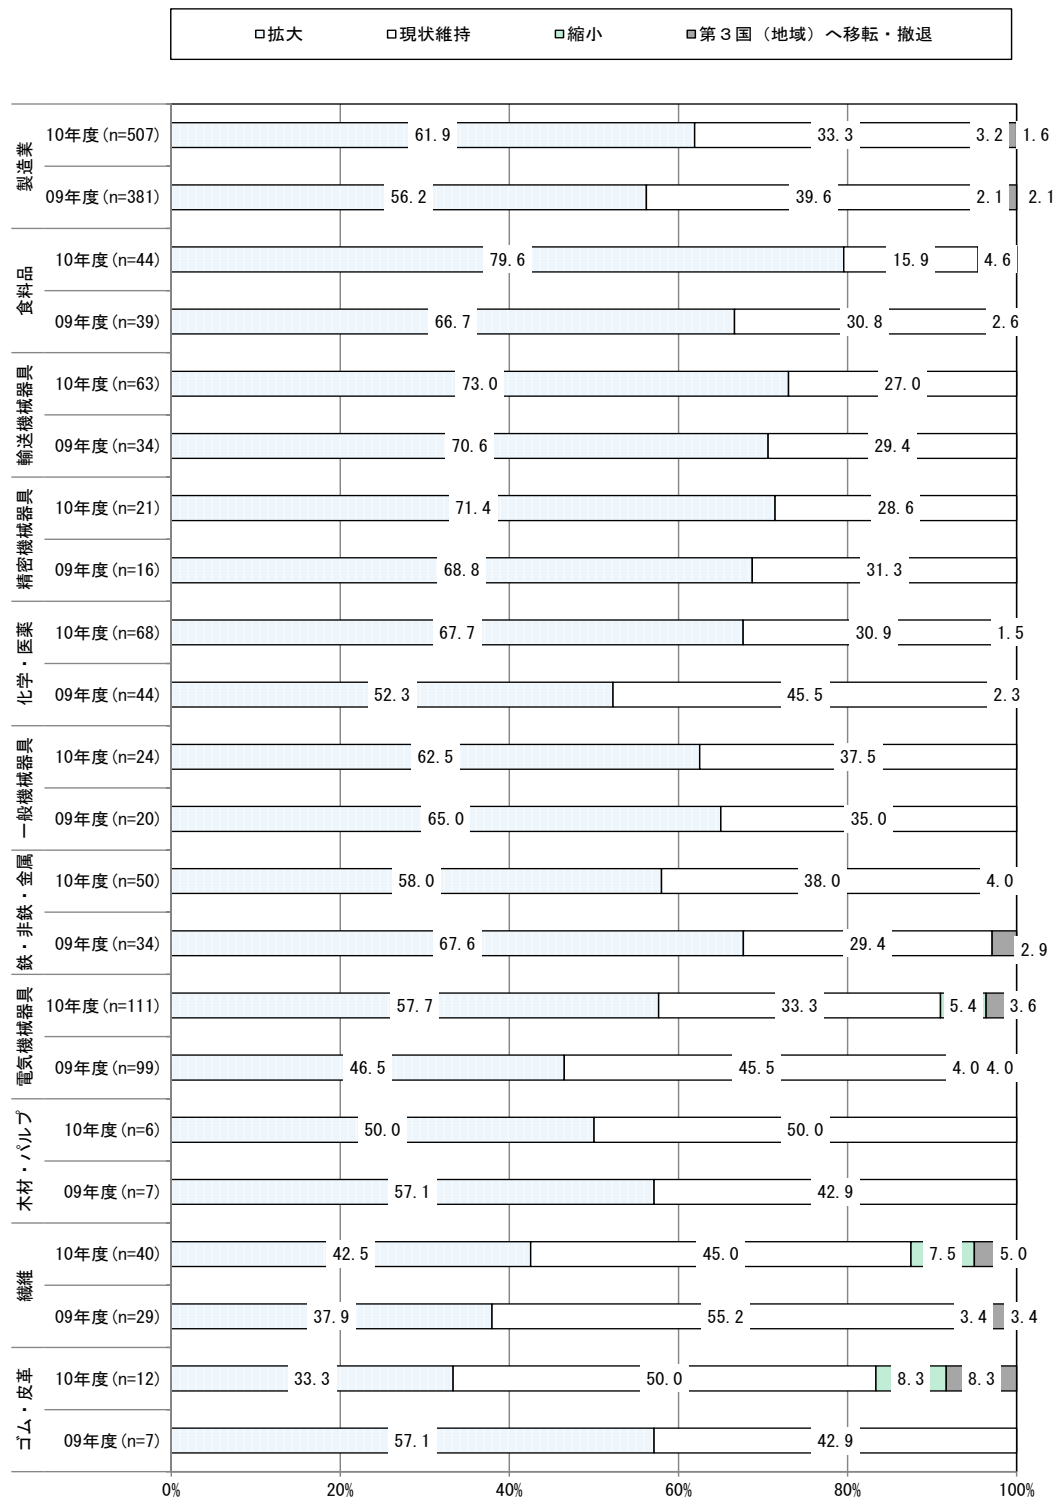 拡大 現状維持 縮小 第３国（地域）へ移転・撤退
製造業
10年度(n=507) 61.9 33.3 3.2 1.6
09年度(n=381) 56.2 39.6 2.1 2.1
食料品
10年度(n=44) 79.6 15.9 4.6
09年度(n=39) 66.7 30.8 2.6
輸送機械器具
10年度(n=63) 73.0 27.0
09年度(n=34) 70.6 29.4
精密機械器具
10年度(n=21) 71.4 28.6
09年度(n=16) 68.8 31.3
化学・医薬
10年度(n=68) 67.7 30.9 1.5
09年度(n=44) 52.3 45.5 2.3
一般機械器具
10年度(n=24) 62.5 37.5
09年度(n=20) 65.0 35.0
鉄・非鉄・金属
10年度(n=50) 58.0 38.0 4.0
09年度(n=34) 67.6 29.4 2.9
電気機械器具
10年度(n=111) 57.7 33.3 5.4 3.6
09年度(n=99) 46.5 45.5 4.0 4.0
木材・パルプ
10年度(n=6) 50.0 50.0
09年度(n=7) 57.1 42.9
繊維
10年度(n=40) 42.5 45.0 7.5 5.0
09年度(n=29) 37.9 55.2 3.4 3.4
ゴム・皮革
10年度(n=12) 33.3 50.0 8.3 8.3
09年度(n=7) 57.1 42.9
0% 20% 40% 60% 80% 100%